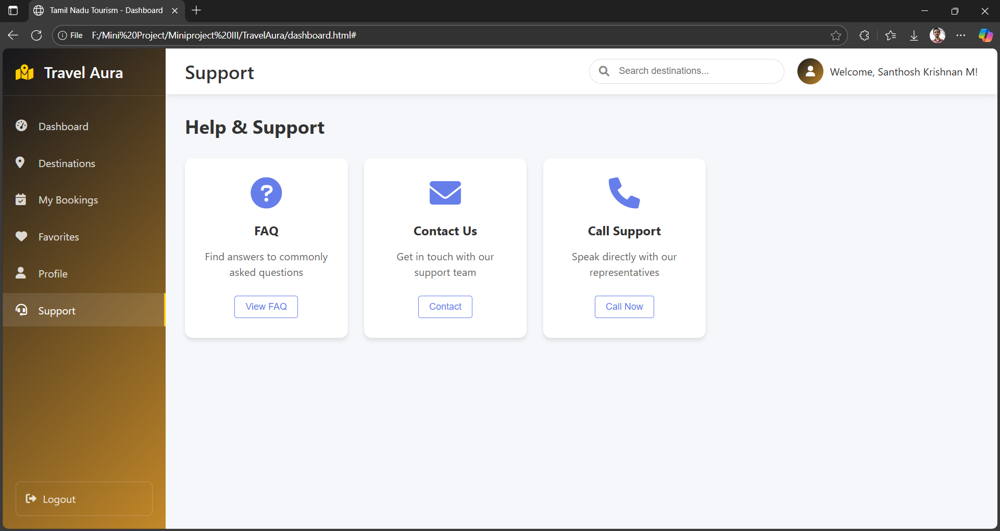 Tamil Nadu Tourism - Dashboard
File F:/Mini%20Project/Miniproject%20III/TravelAura/dashboard.html#
Travel Aura
Support
Search destinations...
Welcome, Santhosh Krishnan M!
Dashboard
Destinations
My Bookings
Favorites
Profile
Support
Logout
Help & Support
FAQ
Find answers to commonly
asked questions
View FAQ
Contact Us
Get in touch with our
support team
Contact
Call Support
Speak directly with our
representatives
Call Now